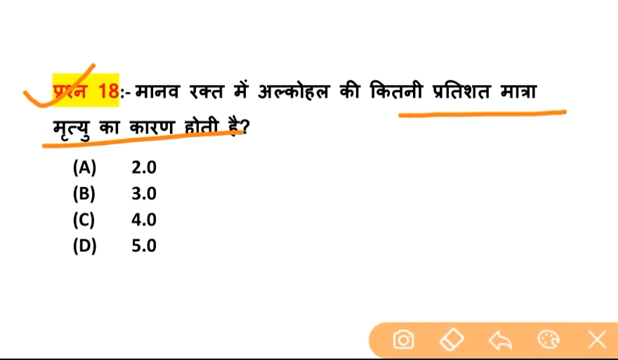 प्रश्न 18:- मानव रक्त में अल्कोहल की कितनी प्रतिशत मात्रा
मृत्यु का कारण होती है?
(A) 2.0
(B) 3.0
(C) 4.0
(D) 5.0